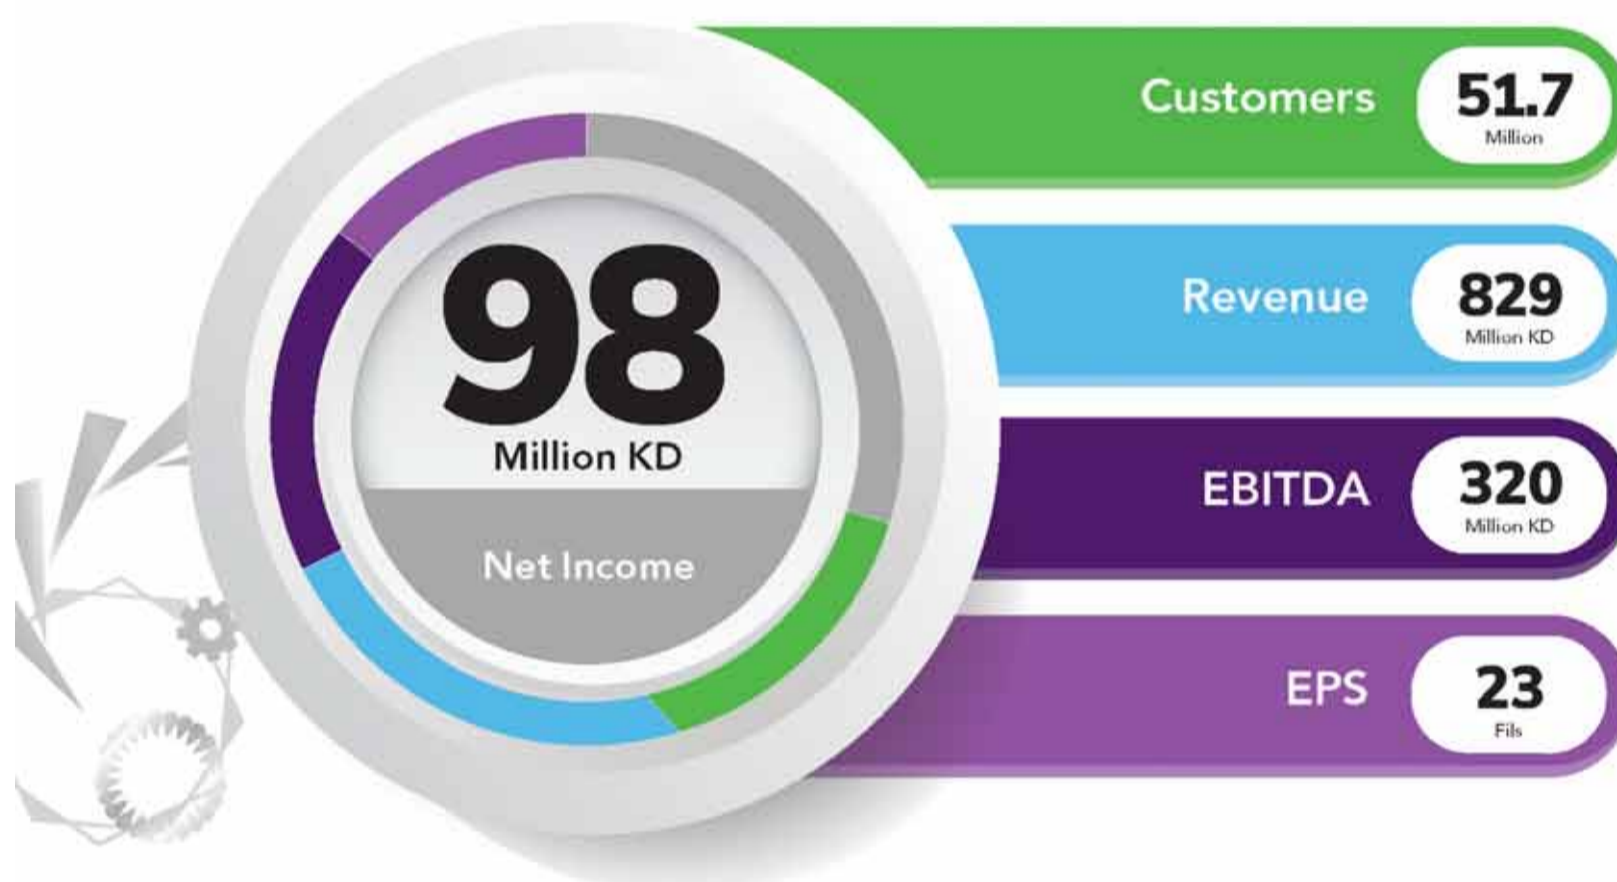 98
Million KD
Net Income
Customers
51.7
Million
Revenue
829
Million KD
EBITDA
320
Million KD
EPS
23
Fils